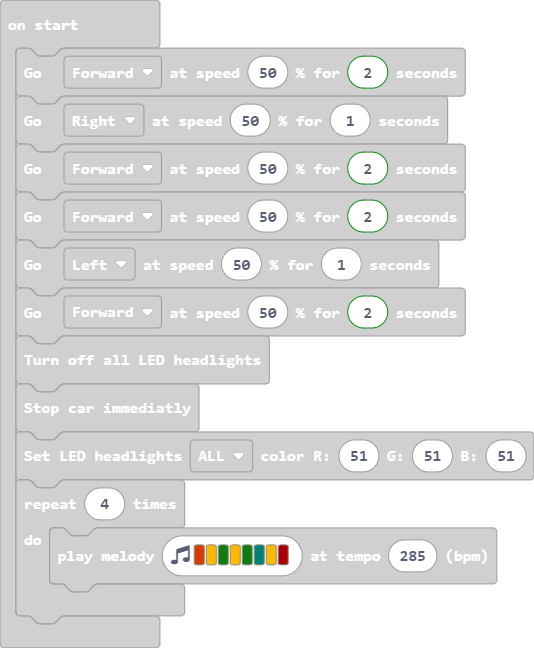 on start
Go Forward at speed 50 % for 2 seconds
Go Right at speed 50 % for 1 seconds
Go Forward at speed 50 % for 2 seconds
Go Forward at speed 50 % for 2 seconds
Go Left at speed 50 % for 1 seconds
Go Forward at speed 50 % for 2 seconds
Turn off all LED headlights
Stop car immediatly
Set LED headlights ALL color R: 51 G: 51 B: 51
repeat 4 times
do
play melody at tempo 285 (bpm)